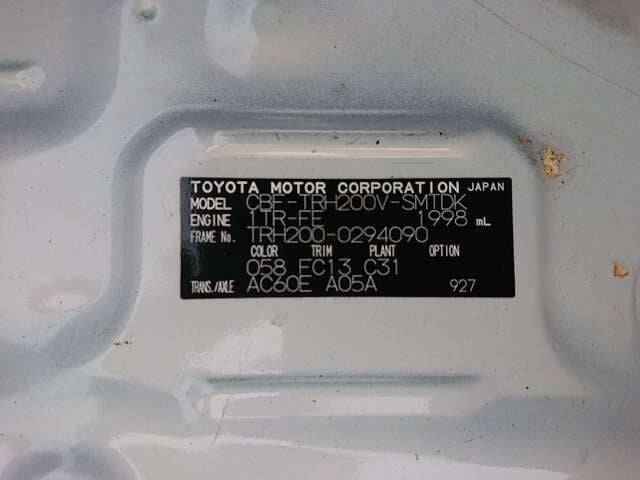 TOYOTA MOTOR CORPORATION JAPAN
MODEL CBF-TRH200V-SMTDK
ENGINE 1TR-FE 1998 mL
FRAME No. TRH200-0294090
COLOR TRIM PLANT OPTION
058 FC13 C31
TRANS./AXLE AC60E A05A 927